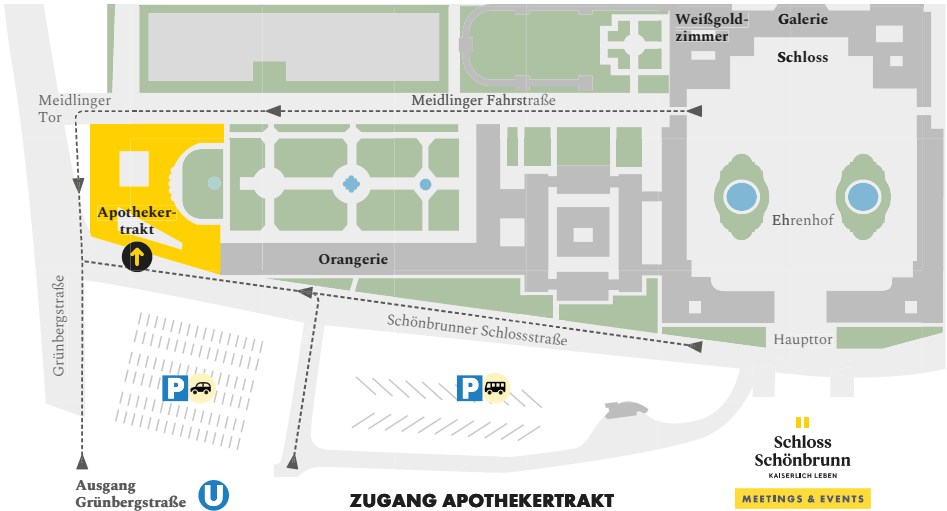 Weißgold-
zimmer
Galerie
Schloss
Meidlinger
Tor
Meidlinger Fahrstraße
Apotheker-
trakt
Ehrenhof
Orangerie
Grünbergstraße
Schönbrunner Schlossstraße
Haupttor
P
P
Ausgang
Grünbergstraße
U
ZUGANG APOTHEKERTRAKT
Schloss
Schönbrunn
KAISERLICH LEBEN
MEETINGS & EVENTS